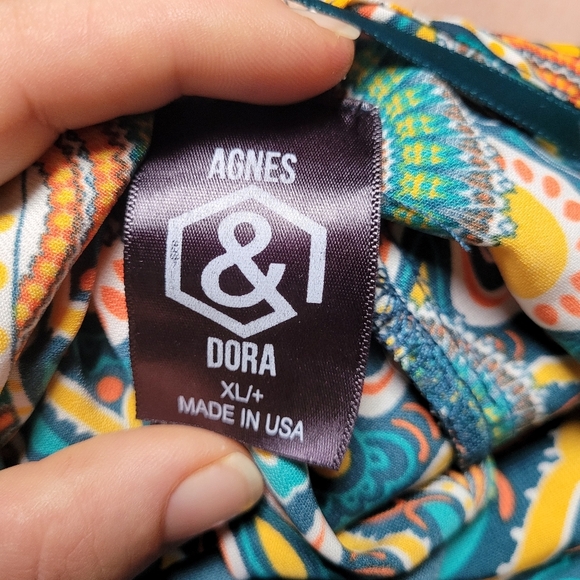 AGNES
&
DORA
XL/+
MADE IN USA